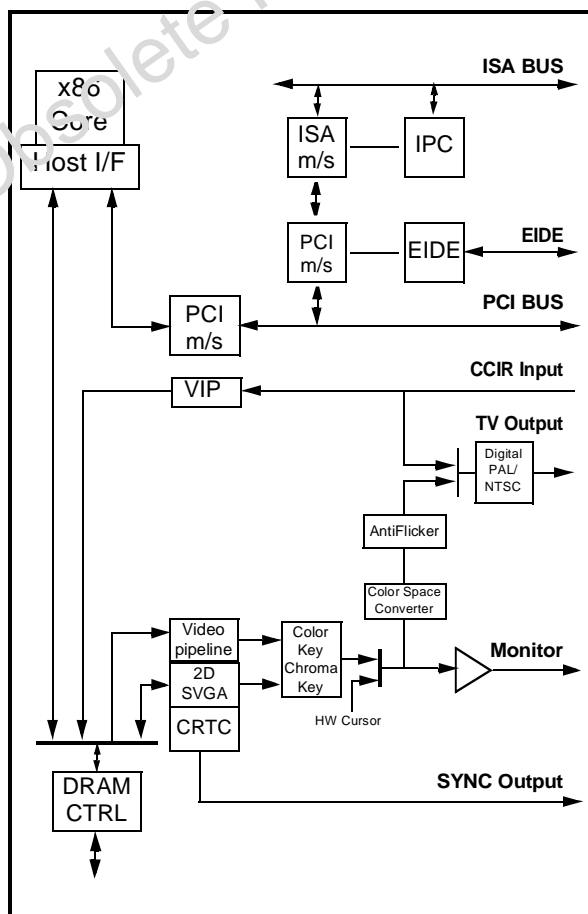 Obsolete
ISA BUS
x86
Core
Host I/F
ISA
m/s
IPC
PCI
m/s
EIDE
EIDE
PCI BUS
PCI
m/s
CCIR Input
VIP
TV Output
Digital
PAL/
NTSC
AntiFlicker
Color Space
Converter
Video
pipeline
Color
Key
Chroma
Key
Monitor
2D
SVGA
HW Cursor
CRTC
DRAM
CTRL
SYNC Output